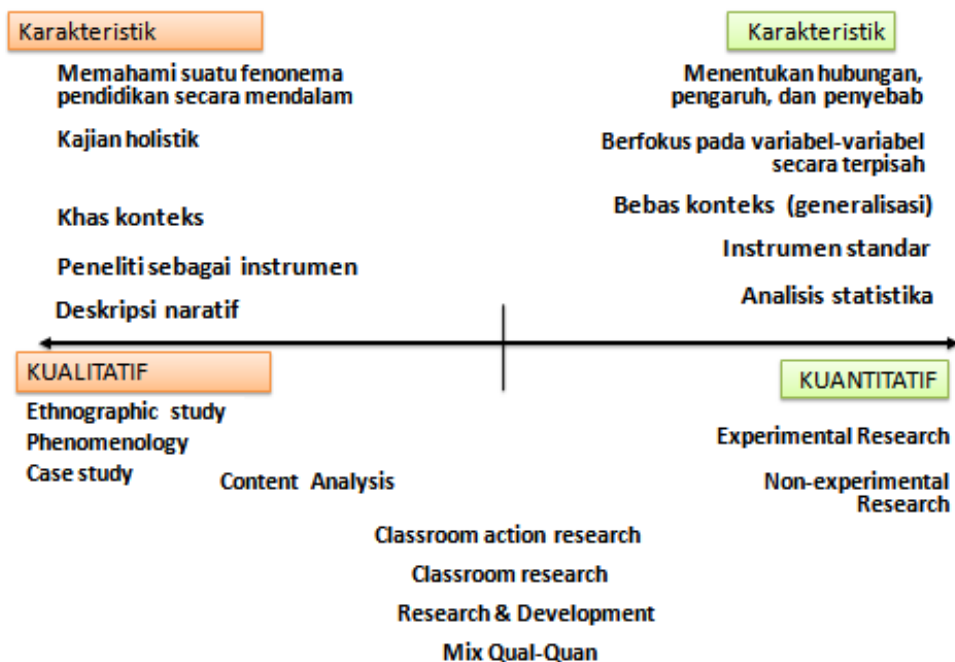 Karakteristik
Memahami suatu fenonema
pendidikan secara mendalam
Kajian holistik
Khas konteks
Peneliti sebagai instrumen
Deskripsi naratif
Karakteristik
Menentukan hubungan,
pengaruh, dan penyebab
Berfokus pada variabel-variabel
secara terpisah
Bebas konteks (generalisasi)
Instrumen standar
Analisis statistika
KUALITATIF
Ethnographic study
Phenomenology
Case study
Content Analysis
Classroom action research
Classroom research
Research & Development
Mix Qual-Quan
KUANTITATIF
Experimental Research
Non-experimental
Research